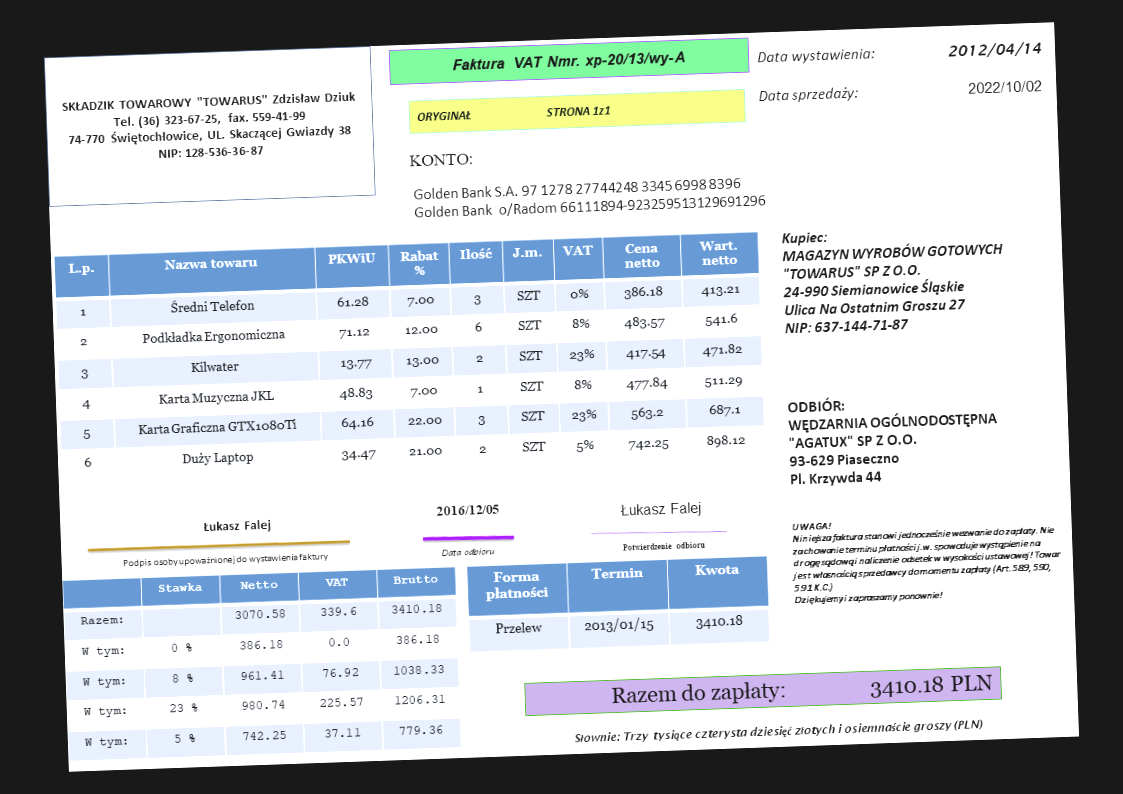 SKŁADZIK TOWAROWY "TOWARUS" Zdzisław Dziuk
Tel. (36) 323-67-25, fax. 559-41-99
74-770 Świętochłowice, UL. Skaczącej Gwiazdy 38
NIP: 128-536-36-87
Faktura VAT Nmr. xp-20/13/wy-A
ORYGINAŁ STRONA 1z1
Data wystawienia: 2012/04/14
Data sprzedaży: 2022/10/02
KONTO:
Golden Bank S.A. 97 1278 27744248 3345 6998 8396
Golden Bank o/Radom 66111894-923259513129691296
Kupiec:
MAGAZYN WYROBÓW GOTOWYCH
"TOWARUS" SP Z O.O.
24-990 Siemianowice Śląskie
Ulica Na Ostatnim Groszu 27
NIP: 637-144-71-87
L.p. Nazwa towaru PKWiU Rabat % Ilość J.m. VAT Cena netto Wart. netto
1 Średni Telefon 61.28 7.00 3 SZT 0% 386.18 413.21
2 Podkładka Ergonomiczna 71.12 12.00 6 SZT 8% 483.57 541.6
3 Kilwater 13.77 13.00 2 SZT 23% 417.54 471.82
4 Karta Muzyczna JKL 48.83 7.00 1 SZT 8% 477.84 511.29
5 Karta Graficzna GTX1080Ti 64.16 22.00 3 SZT 23% 563.2 687.1
6 Duży Laptop 34.47 21.00 2 SZT 5% 742.25 898.12
ODBIÓR:
WĘDZARNIA OGÓLNODOSTĘPNA
"AGATUX" SP Z O.O.
93-629 Piaseczno
Pl. Krzywda 44
Łukasz Falej
Podpis osoby upoważnionej do wystawienia faktury
2016/12/05
Data odbioru
Łukasz Falej
Potwierdzenie odbioru
UWAGA!
Niniejsza faktura stanowi jednocześnie wezwanie do zapłaty. Nie
zachowanie terminu płatności j.w. spowoduje wystąpienie na
drogę sądową i naliczenie odsetek w wysokości ustawowej! Towar
jest własnością sprzedawcy do momentu zapłaty (Art. 589, 590,
591 K.C.)
Dziękujemy i zapraszamy ponownie!
Stawka Netto VAT Brutto
Razem: 3070.58 339.6 3410.18
W tym: 0 % 386.18 0.0 386.18
W tym: 8 % 961.41 76.92 1038.33
W tym: 23 % 980.74 225.57 1206.31
W tym: 5 % 742.25 37.11 779.36
Forma płatności Termin Kwota
Przelew 2013/01/15 3410.18
Razem do zapłaty: 3410.18 PLN
Słownie: Trzy tysiące czterysta dziesięć złotych i osiemnaście groszy (PLN)